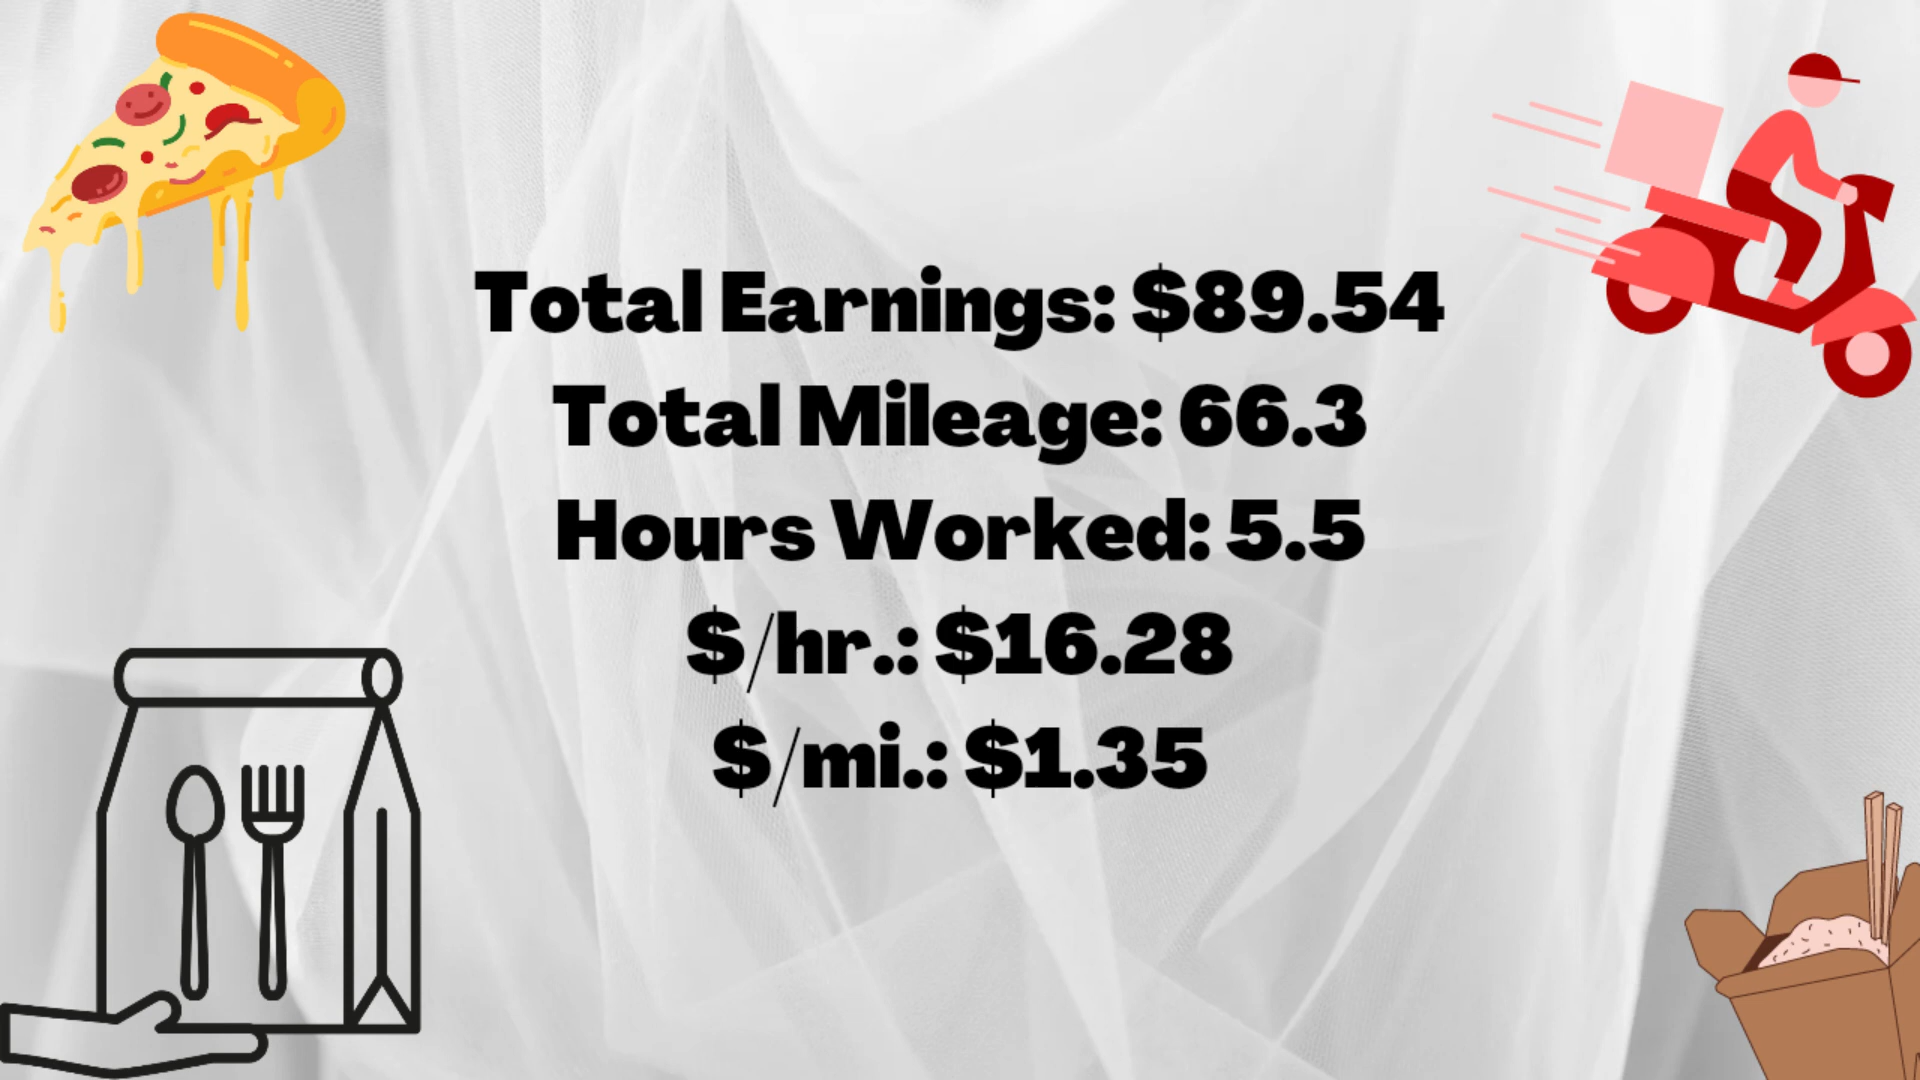 Total Earnings: $89.54
Total Mileage: 66.3
Hours Worked: 5.5
$/hr.: $16.28
$/mi.: $1.35